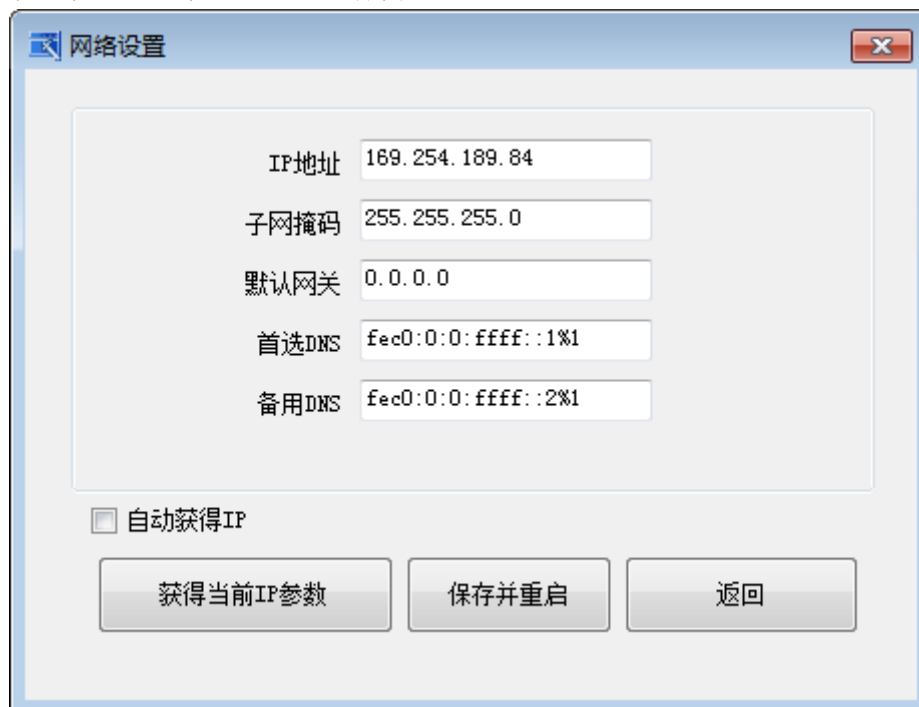 网络设置
IP地址 169.254.189.84
子网掩码 255.255.255.0
默认网关 0.0.0.0
首选DNS fec0:0:0:ffff::1%1
备用DNS fec0:0:0:ffff::2%1
自动获得IP
获得当前IP参数 保存并重启 返回